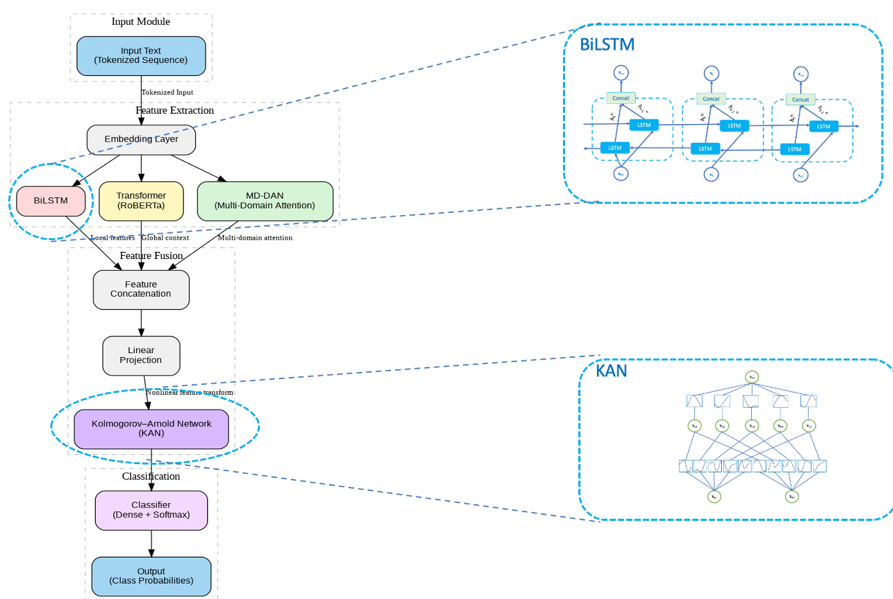 Input Module
Input Text
(Tokenized Sequence)
Tokenized Input
Feature Extraction
Embedding Layer
BiLSTM
Transformer
(RoBERTa)
MD-DAN
(Multi-Domain Attention)
Local features
Global context
Multi-domain attention
Feature Fusion
Feature
Concatenation
Linear
Projection
Nonlinear feature transform
Kolmogorov–Arnold Network
(KAN)
Classification
Classifier
(Dense + Softmax)
Output
(Class Probabilities)
BiLSTM
Concat
Concat
Concat
LSTM
LSTM
LSTM
LSTM
LSTM
LSTM
KAN